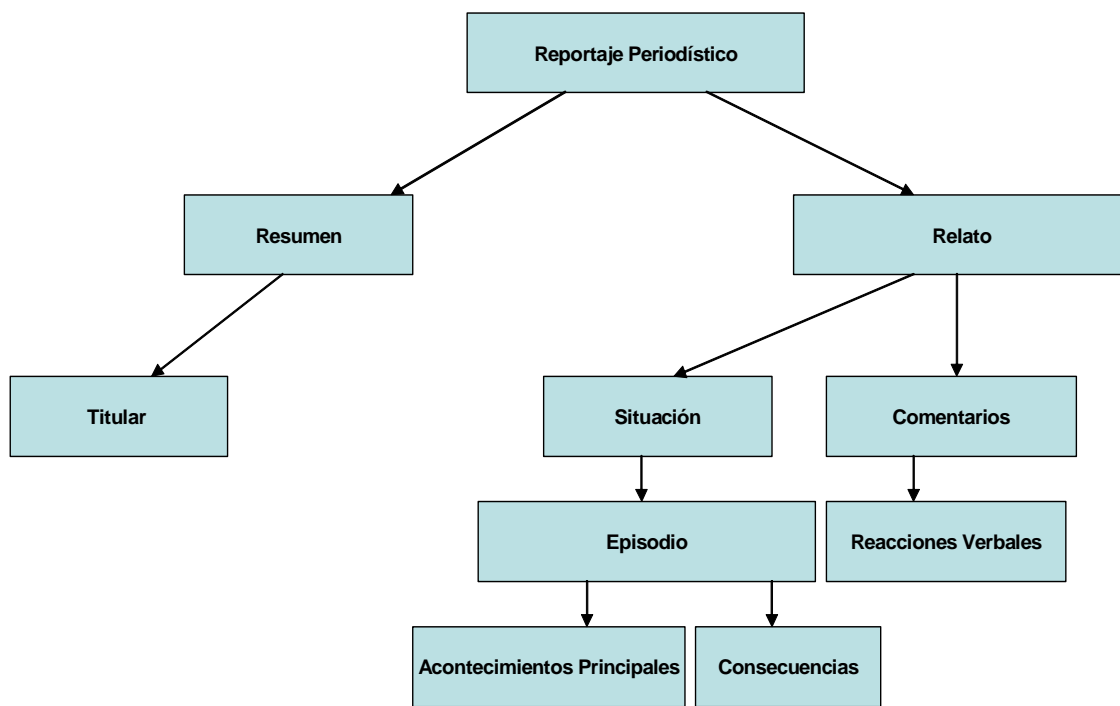 Reportaje Periodístico
Resumen
Relato
Titular
Situación
Comentarios
Episodio
Reacciones Verbales
Acontecimientos Principales
Consecuencias